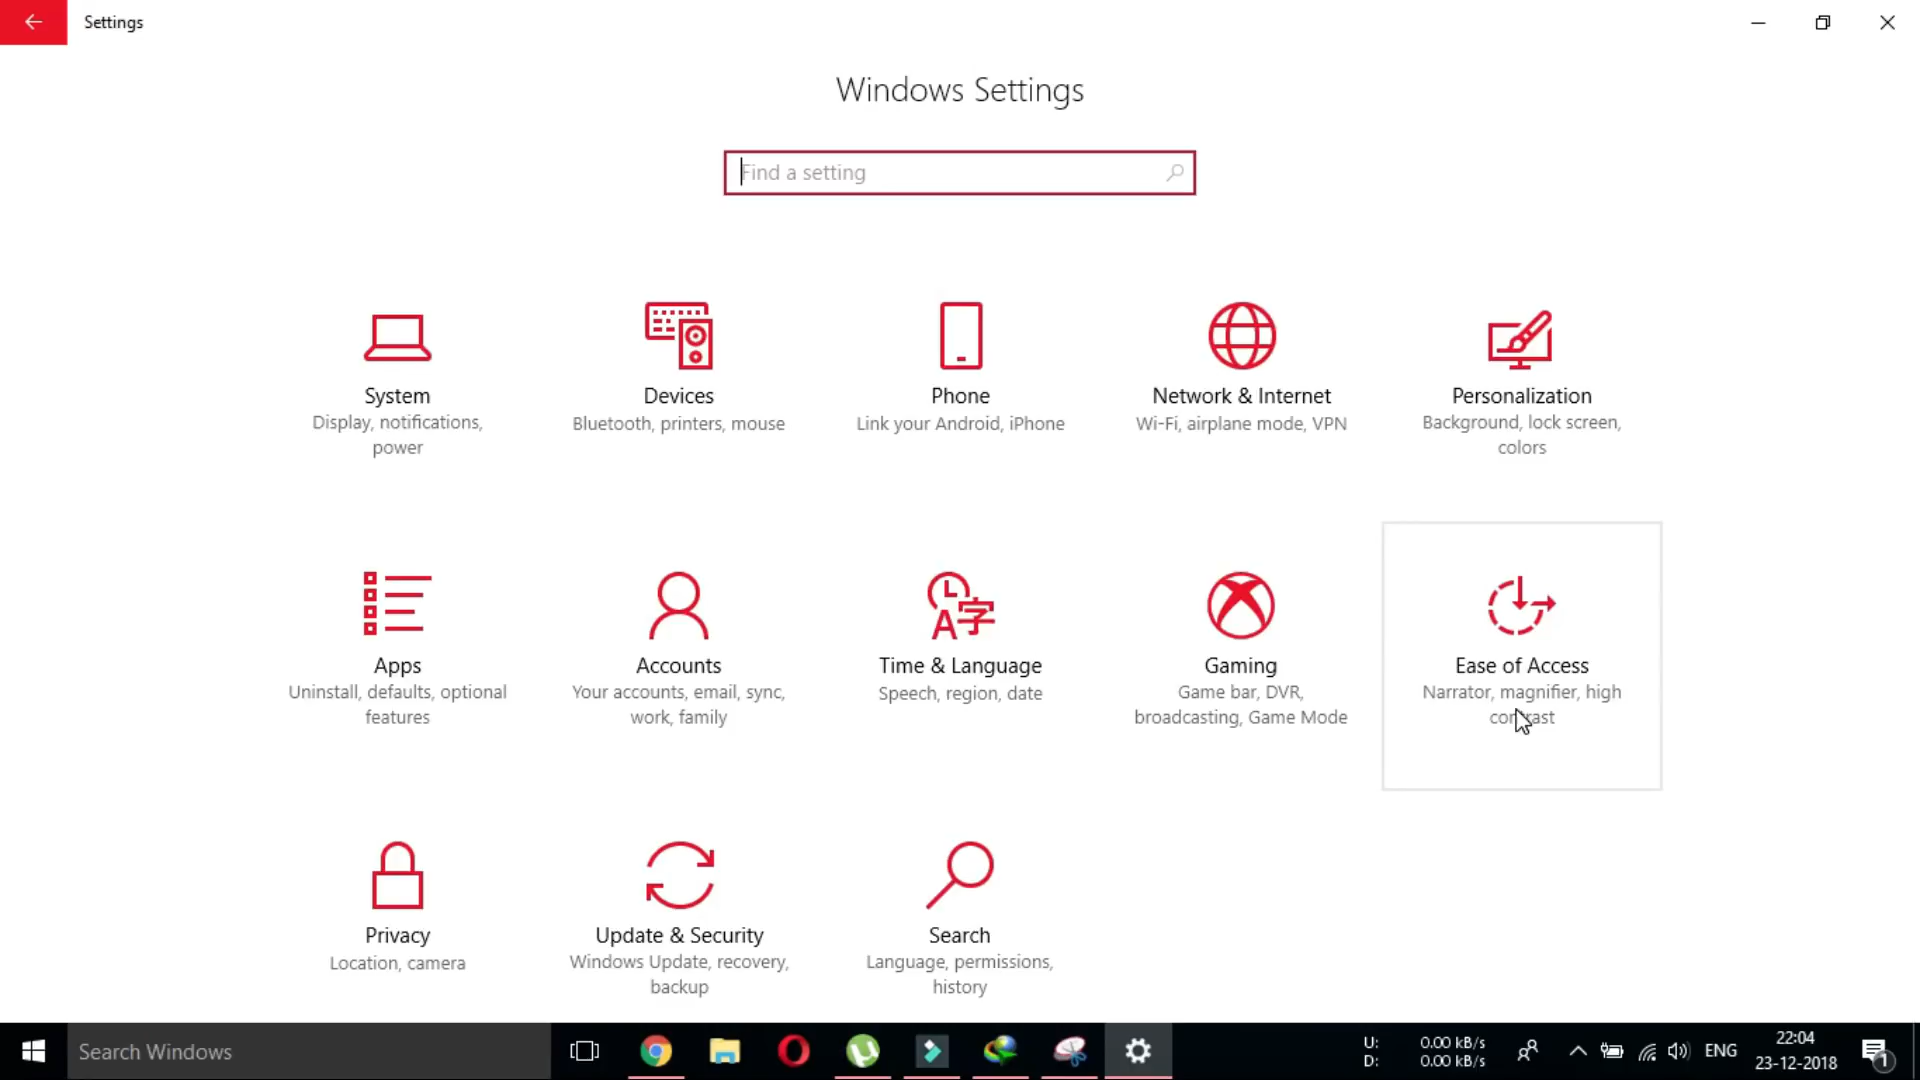 Settings
Windows Settings
Find a setting
System
Display, notifications,
power
Devices
Bluetooth, printers, mouse
Phone
Link your Android, iPhone
Network & Internet
Wi-Fi, airplane mode, VPN
Personalization
Background, lock screen,
colors
Apps
Uninstall, defaults, optional
features
Accounts
Your accounts, email, sync,
work, family
Time & Language
Speech, region, date
Gaming
Game bar, DVR,
broadcasting, Game Mode
Ease of Access
Narrator, magnifier, high
contrast
Privacy
Location, camera
Update & Security
Windows Update, recovery,
backup
Search
Language, permissions,
history
Search Windows
U: 0.00 kB/s
D: 0.00 kB/s
ENG
22:04
23-12-2018
1